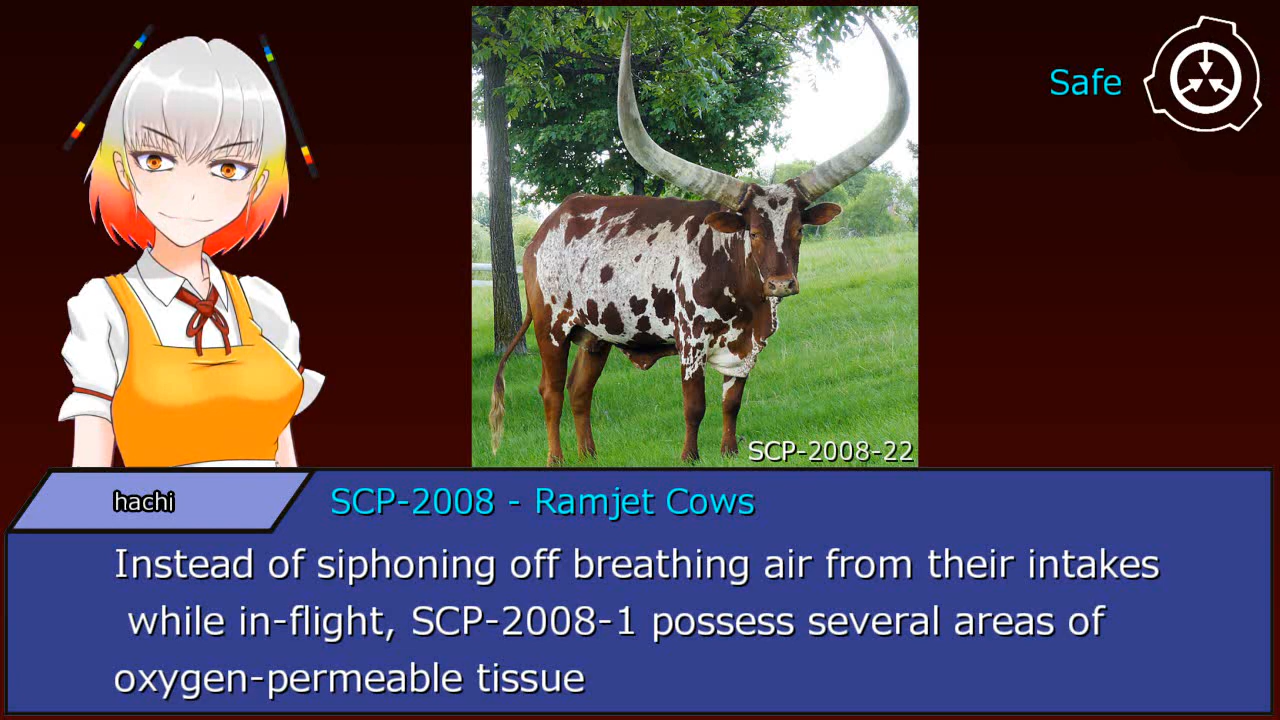 Safe
SCP-2008-22
hachi
SCP-2008 - Ramjet Cows
Instead of siphoning off breathing air from their intakes
while in-flight, SCP-2008-1 possess several areas of
oxygen-permeable tissue